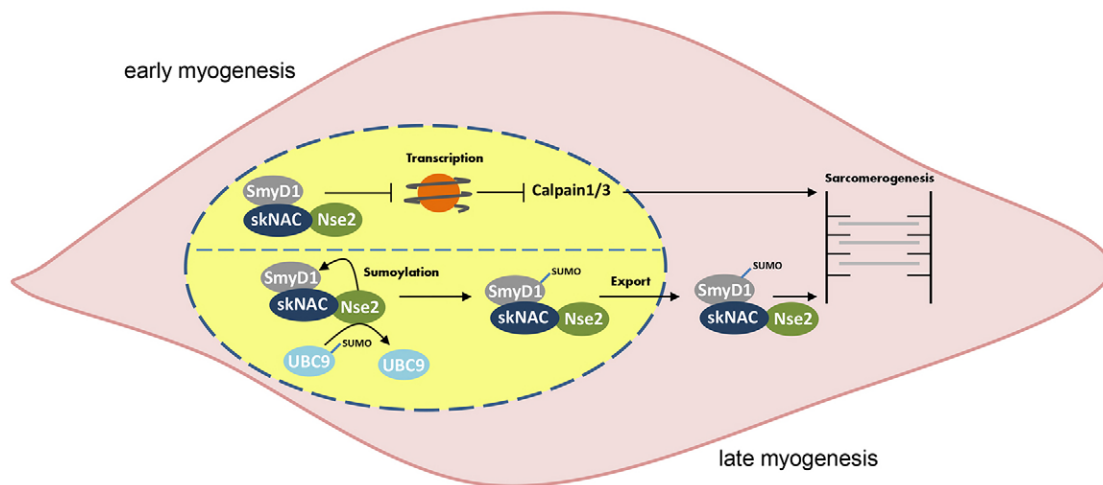 early myogenesis
Transcription
SmyD1
skNAC
Nse2
Calpain1/3
Sarcomerogenesis
SmyD1
skNAC
Nse2
Sumoylation
UBC9
SUMO
UBC9
SUMO
SmyD1
skNAC
Nse2
Export
SUMO
SmyD1
skNAC
Nse2
late myogenesis